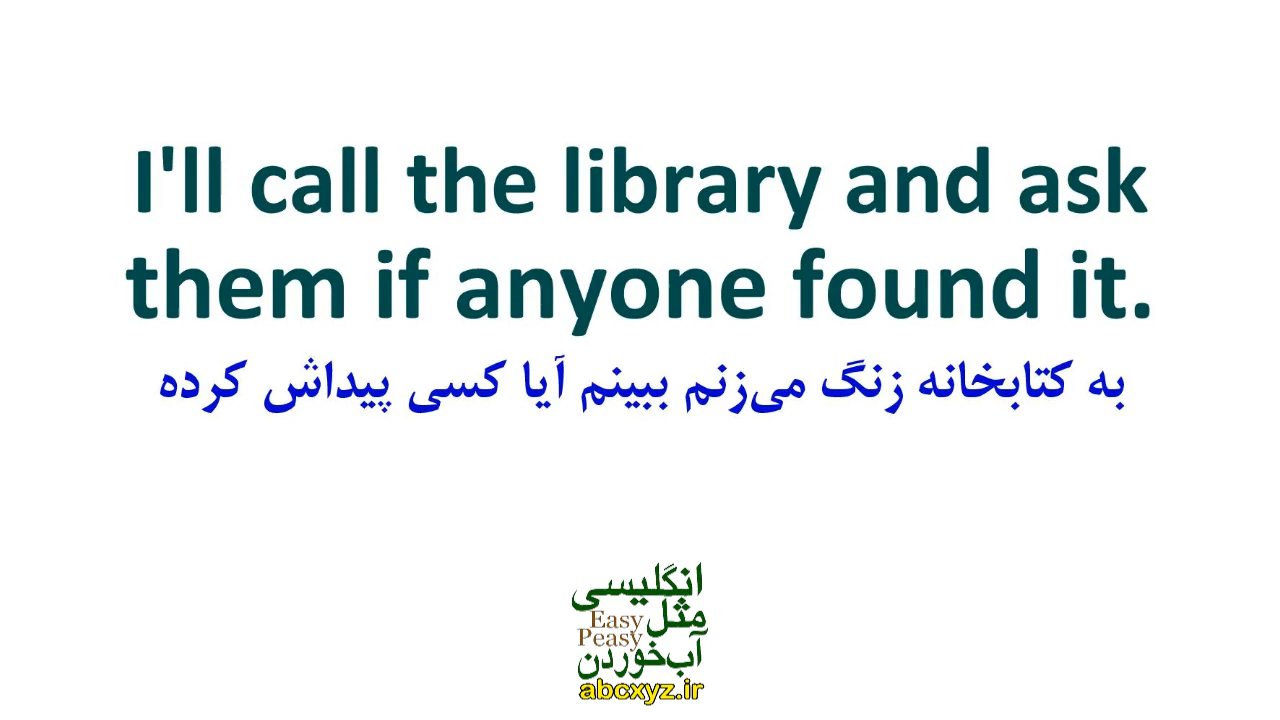 I'll call the library and ask
them if anyone found it.
به کتابخانه زنگ می‌زنم ببینم آیا کسی پیداش کرده
انگلیسی
مثل
Easy
Peasy
آب‌خوردن
abcxyz.ir